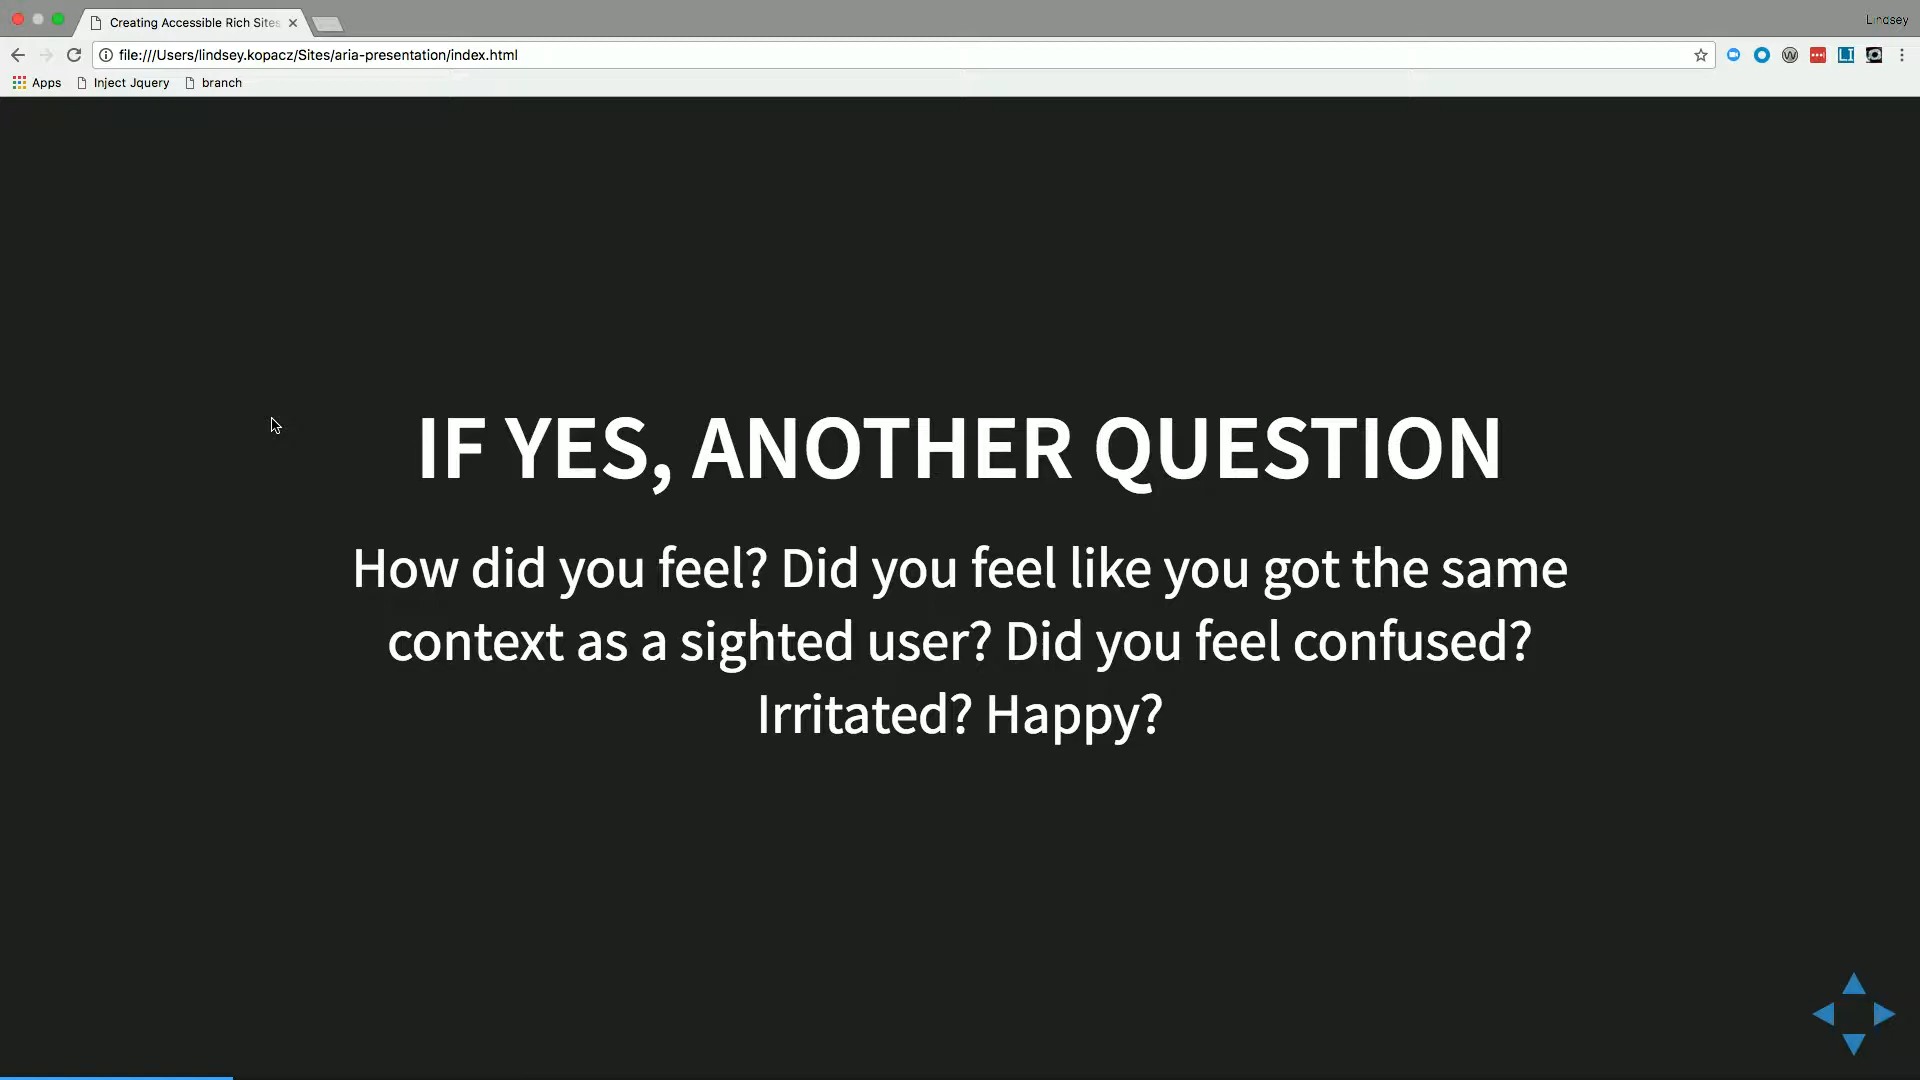 Lindsey
Creating Accessible Rich Sites
file:///Users/lindsey.kopacz/Sites/aria-presentation/index.html
Apps Inject Jquery branch
IF YES, ANOTHER QUESTION
How did you feel? Did you feel like you got the same
context as a sighted user? Did you feel confused?
Irritated? Happy?